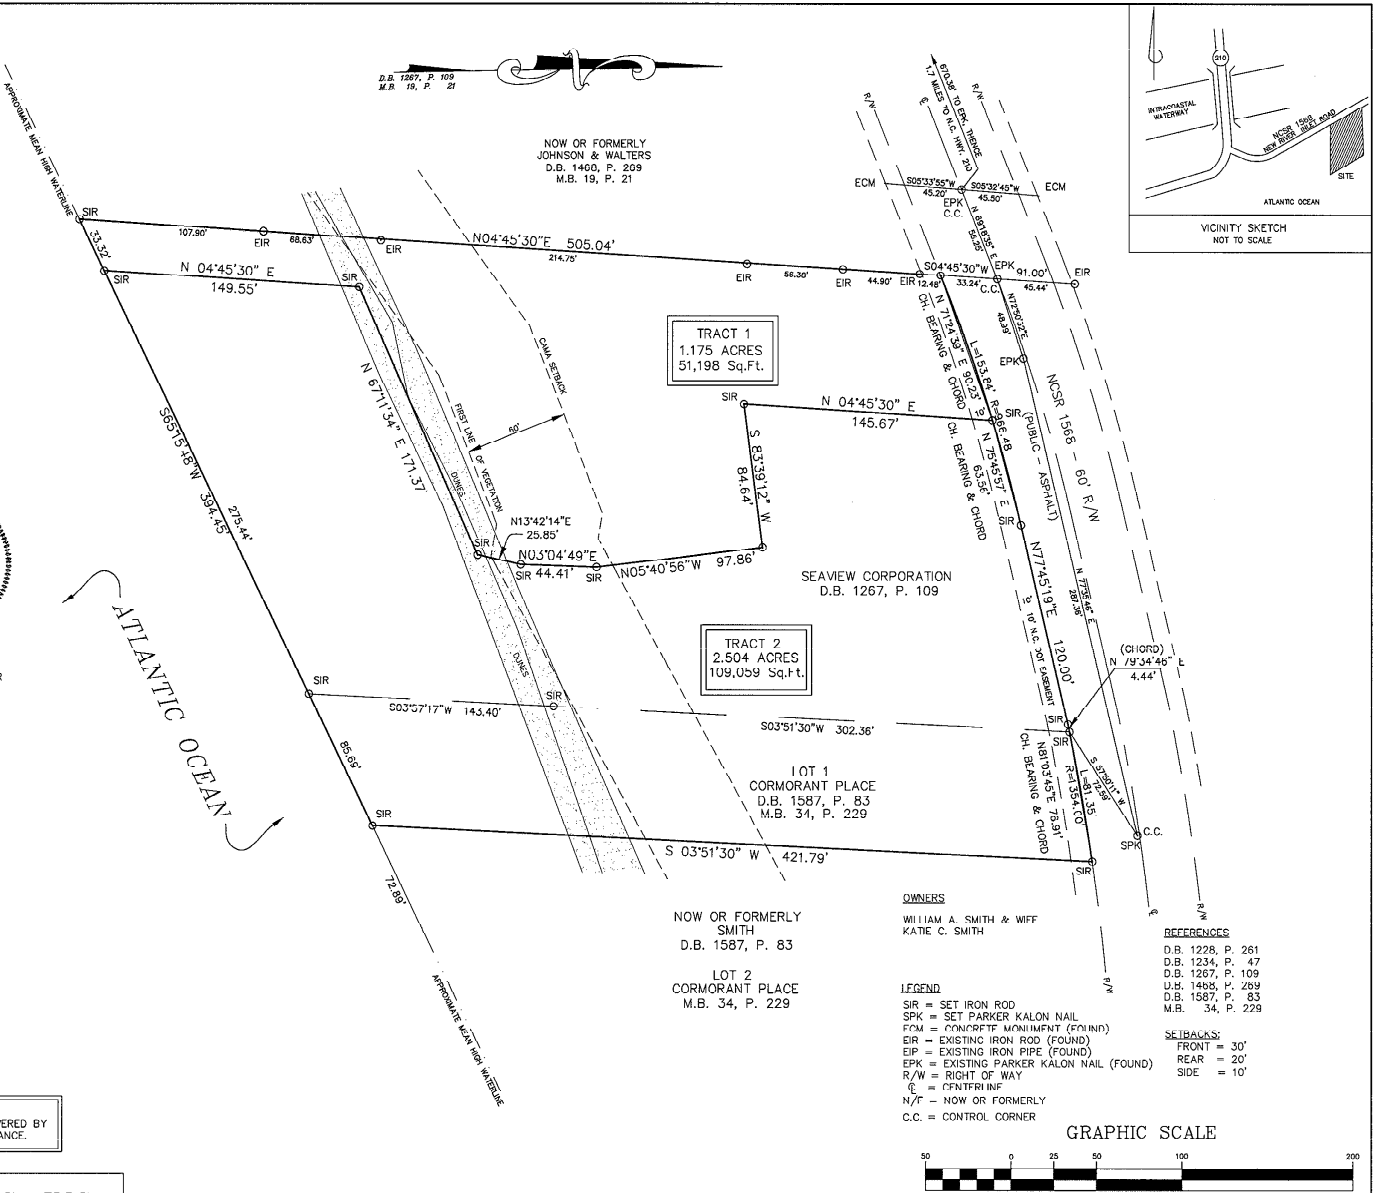 D.B. 1267, P. 109
M.B. 19, P. 21
NOW OR FORMERLY
JOHNSON & WALTERS
D.B. 1468, P. 269
M.B. 19, P. 21
APPROXIMATE MEAN HIGH WATERLINE
670.38' TO EPK, THENCE
1.7 MILES TO N.C. HWY. 210
R/W
R/W
210
INTRACOASTAL
WATERWAY
NCSR 1568
NEW RIVER INLET ROAD
SITE
ATLANTIC OCEAN
VICINITY SKETCH
NOT TO SCALE
ECM
S05°33'55"W
45.20'
S05°32'45"W
45.50'
ECM
EPK
C.C.
N 69°18'35" E
56.25'
SIR
107.90'
EIR
68.63'
EIR
N04°45'30"E 505.04'
214.75'
EIR
56.30'
EIR
44.90'
EIR
12.48'
S04°45'30"W
33.24'
EPK
C.C.
91.00'
45.44'
EIR
33.32'
SIR
N 04°45'30" E
149.55'
SIR
N72°50'32"E
48.99'
EPK
N 71°24'39" E 90.23'
CH. BEARING & CHORD
L=153.84' R=966.48
TRACT 1
1.175 ACRES
51,198 Sq.Ft.
CAMA SETBACK
60'
FIRST LINE OF VEGETATION
DUNES
N 67°11'34" E 171.37
SIR
N 04°45'30" E
145.67'
10'
SIR
N 75°45'57" E
63.56'
CH. BEARING & CHORD
(PUBLIC - ASPHALT)
NCSR 1568 - 60' R/W
S 83°39'12" W
84.64'
S65°15'48"W 394.45'
275.44'
SIR
N13°42'14"E
25.85'
SIR
N03°04'49"E
44.41'
SIR
N05°40'56"W 97.86'
SIR
N77°45'19"E 120.00'
N 77°35'46" E
287.36'
10' N.C. DOT EASEMENT
SEAVIEW CORPORATION
D.B. 1267, P. 109
ATLANTIC OCEAN
TRACT 2
2.504 ACRES
109,059 Sq.Ft.
DUNES
(CHORD)
N 79°34'46" E
4.44'
SIR
S03°57'17"W 143.40'
SIR
S03°51'30"W 302.36'
SIR
SIR
S 57°50'11" W
72.59'
L=81.35'
R=1354.00'
N81°03'45"E 76.91'
CH. BEARING & CHORD
85.69'
LOT 1
CORMORANT PLACE
D.B. 1587, P. 83
M.B. 34, P. 229
SIR
S 03°51'30" W 421.79'
SIR
SPK
C.C.
72.89'
APPROXIMATE MEAN HIGH WATERLINE
R/W
R/W
NOW OR FORMERLY
SMITH
D.B. 1587, P. 83
LOT 2
CORMORANT PLACE
M.B. 34, P. 229
OWNERS
WILLIAM A. SMITH & WIFE
KATIE C. SMITH
REFERENCES
D.B. 1228, P. 261
D.B. 1234, P. 47
D.B. 1267, P. 109
D.B. 1468, P. 269
D.B. 1587, P. 83
M.B. 34, P. 229
LEGEND
SIR = SET IRON ROD
SPK = SET PARKER KALON NAIL
ECM = CONCRETE MONUMENT (FOUND)
EIR = EXISTING IRON ROD (FOUND)
EIP = EXISTING IRON PIPE (FOUND)
EPK = EXISTING PARKER KALON NAIL (FOUND)
R/W = RIGHT OF WAY
℄ = CENTERLINE
N/F = NOW OR FORMERLY
C.C. = CONTROL CORNER
SETBACKS:
FRONT = 30'
REAR = 20'
SIDE = 10'
GRAPHIC SCALE
50 0 25 50 100 200
ERED BY
ANCE.